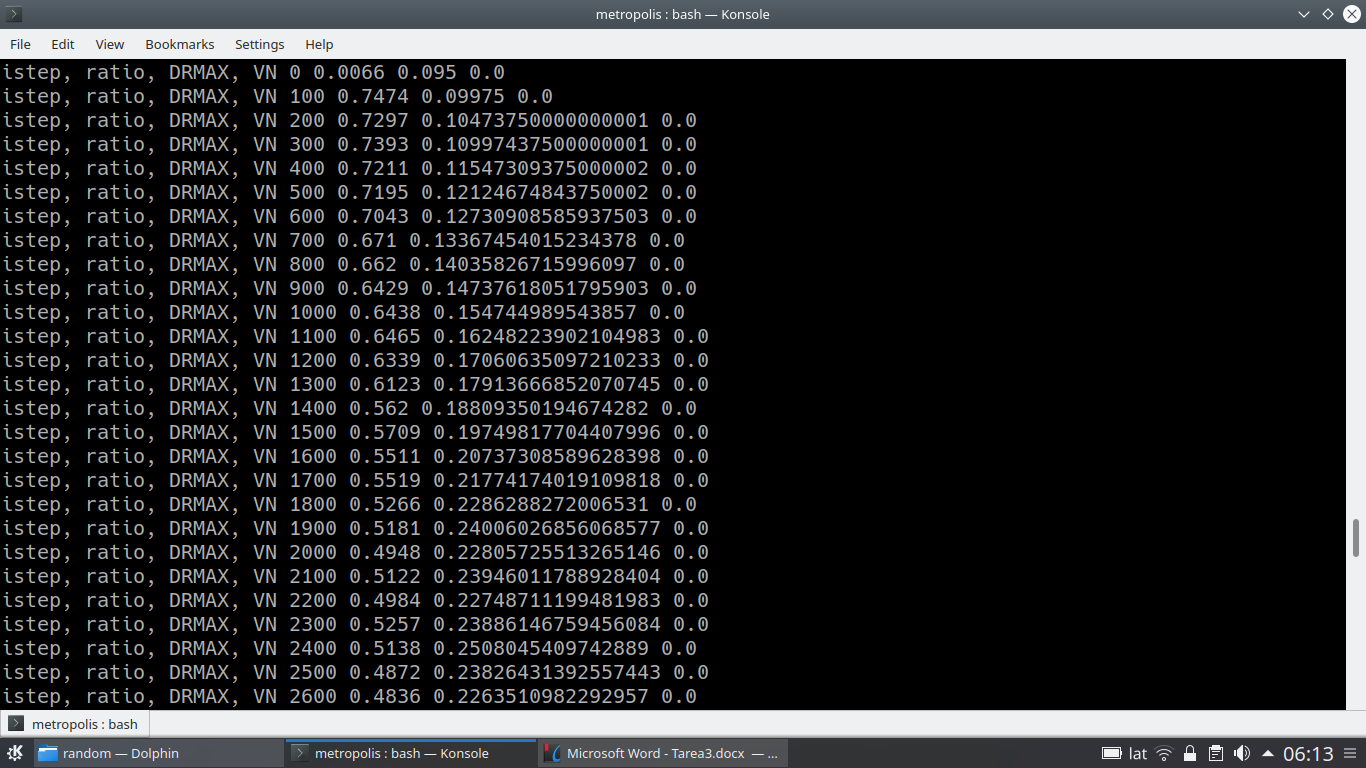 metropolis : bash — Konsole
File Edit View Bookmarks Settings Help
istep, ratio, DRMAX, VN 0 0.0066 0.095 0.0
istep, ratio, DRMAX, VN 100 0.7474 0.09975 0.0
istep, ratio, DRMAX, VN 200 0.7297 0.10473750000000001 0.0
istep, ratio, DRMAX, VN 300 0.7393 0.10997437500000001 0.0
istep, ratio, DRMAX, VN 400 0.7211 0.11547309375000002 0.0
istep, ratio, DRMAX, VN 500 0.7195 0.12124674843750002 0.0
istep, ratio, DRMAX, VN 600 0.7043 0.12730908585937503 0.0
istep, ratio, DRMAX, VN 700 0.671 0.13367454015234378 0.0
istep, ratio, DRMAX, VN 800 0.662 0.14035826715996097 0.0
istep, ratio, DRMAX, VN 900 0.6429 0.14737618051795903 0.0
istep, ratio, DRMAX, VN 1000 0.6438 0.154744989543857 0.0
istep, ratio, DRMAX, VN 1100 0.6465 0.16248223902104983 0.0
istep, ratio, DRMAX, VN 1200 0.6339 0.17060635097210233 0.0
istep, ratio, DRMAX, VN 1300 0.6123 0.17913666852070745 0.0
istep, ratio, DRMAX, VN 1400 0.562 0.18809350194674282 0.0
istep, ratio, DRMAX, VN 1500 0.5709 0.19749817704407996 0.0
istep, ratio, DRMAX, VN 1600 0.5511 0.20737308589628398 0.0
istep, ratio, DRMAX, VN 1700 0.5519 0.21774174019109818 0.0
istep, ratio, DRMAX, VN 1800 0.5266 0.2286288272006531 0.0
istep, ratio, DRMAX, VN 1900 0.5181 0.24006026856068577 0.0
istep, ratio, DRMAX, VN 2000 0.4948 0.22805725513265146 0.0
istep, ratio, DRMAX, VN 2100 0.5122 0.23946011788928404 0.0
istep, ratio, DRMAX, VN 2200 0.4984 0.22748711199481983 0.0
istep, ratio, DRMAX, VN 2300 0.5257 0.23886146759456084 0.0
istep, ratio, DRMAX, VN 2400 0.5138 0.2508045409742889 0.0
istep, ratio, DRMAX, VN 2500 0.4872 0.23826431392557443 0.0
istep, ratio, DRMAX, VN 2600 0.4836 0.2263510982292957 0.0
metropolis : bash
random — Dolphin metropolis : bash — Konsole Microsoft Word - Tarea3.docx — ... lat 06:13